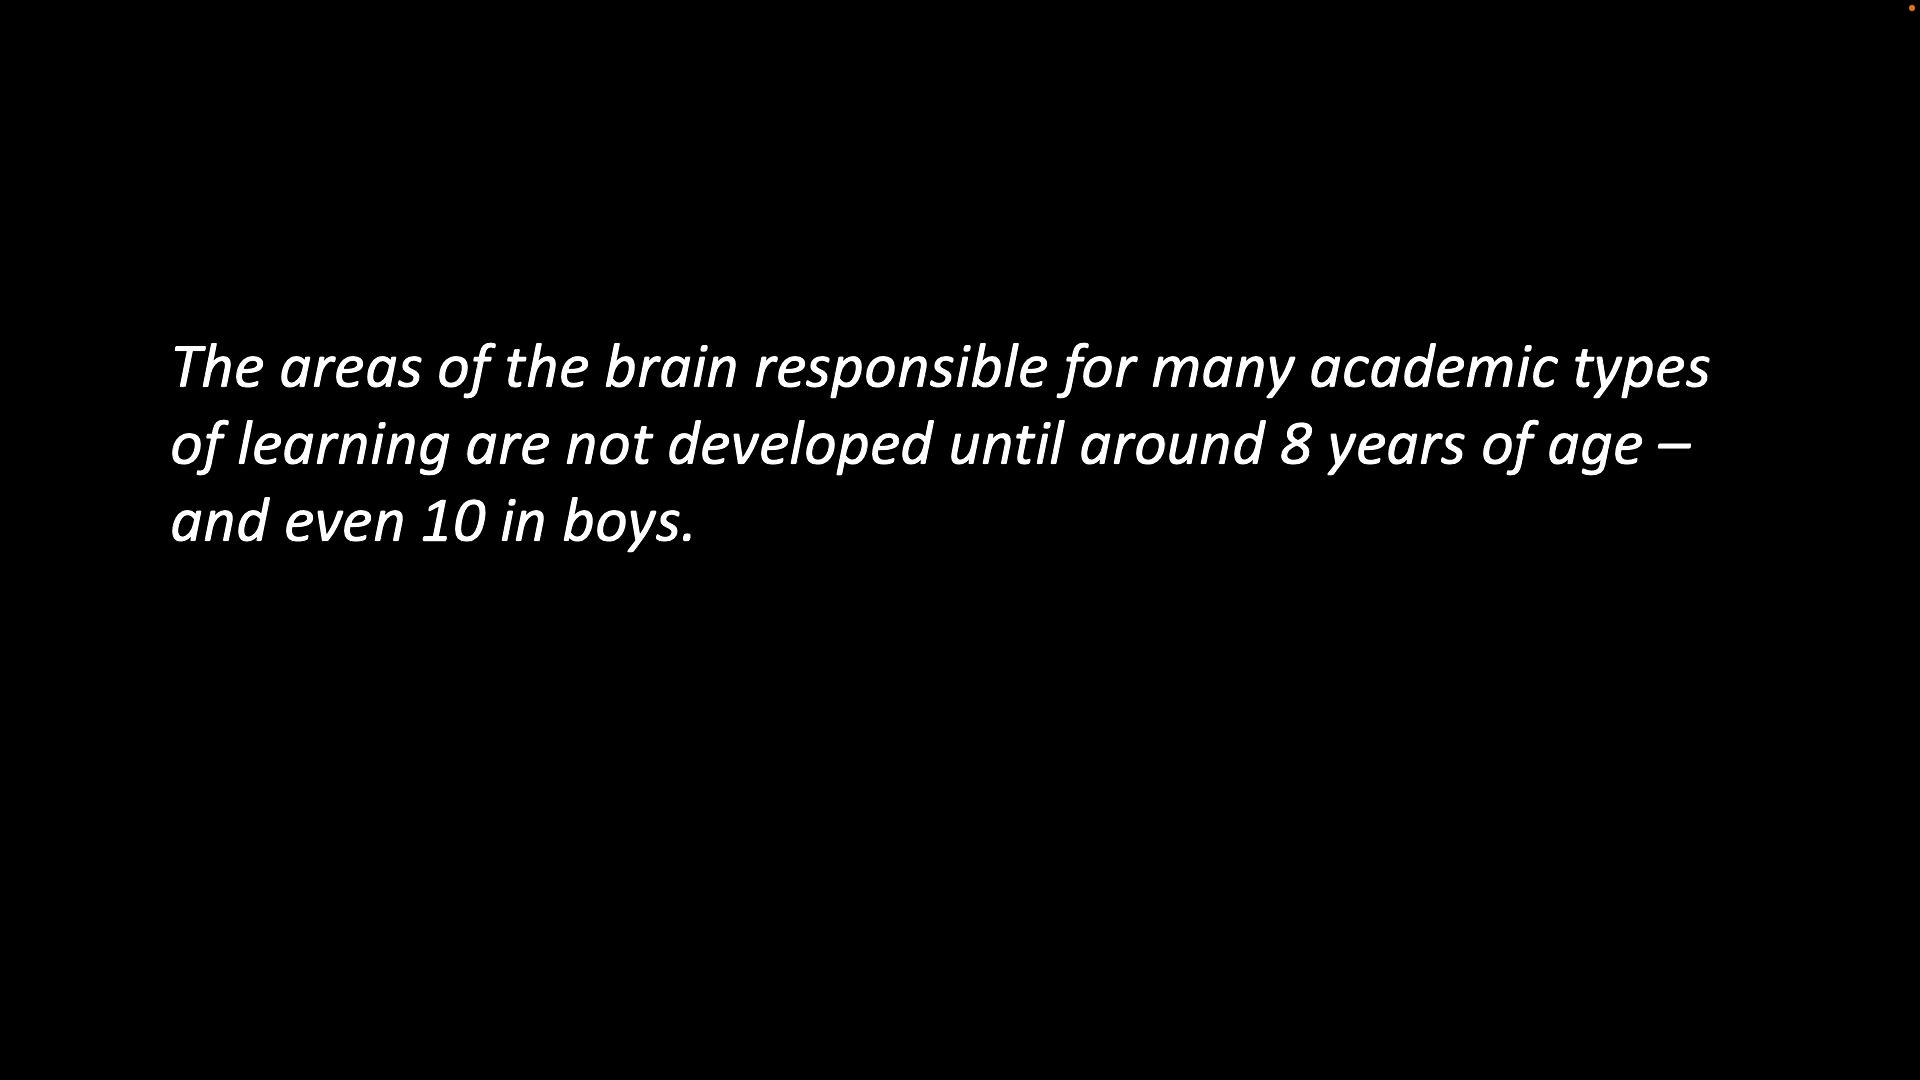 The areas of the brain responsible for many academic types
of learning are not developed until around 8 years of age –
and even 10 in boys.